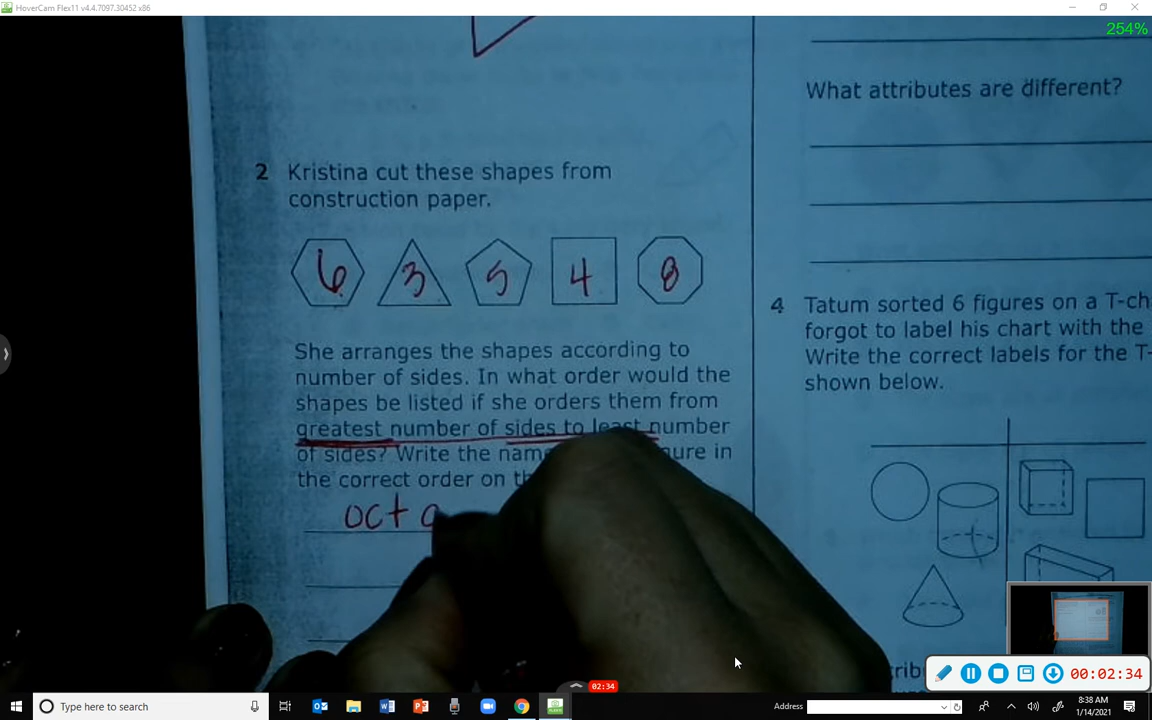 HoverCam Flex11 v4.4.7097.30452 x86
254%
What attributes are different?
2 Kristina cut these shapes from
construction paper.
6 3 5 4 8
She arranges the shapes according to
number of sides. In what order would the
shapes be listed if she orders them from
greatest number of sides to least number
of sides? Write the in
the correct order on
octa
4 Tatum sorted 6 figures on a T-ch
forgot to label his chart with the
Write the correct labels for the T-
shown below.
00:02:34
02:34
Type here to search
Address
8:38 AM
1/14/2021